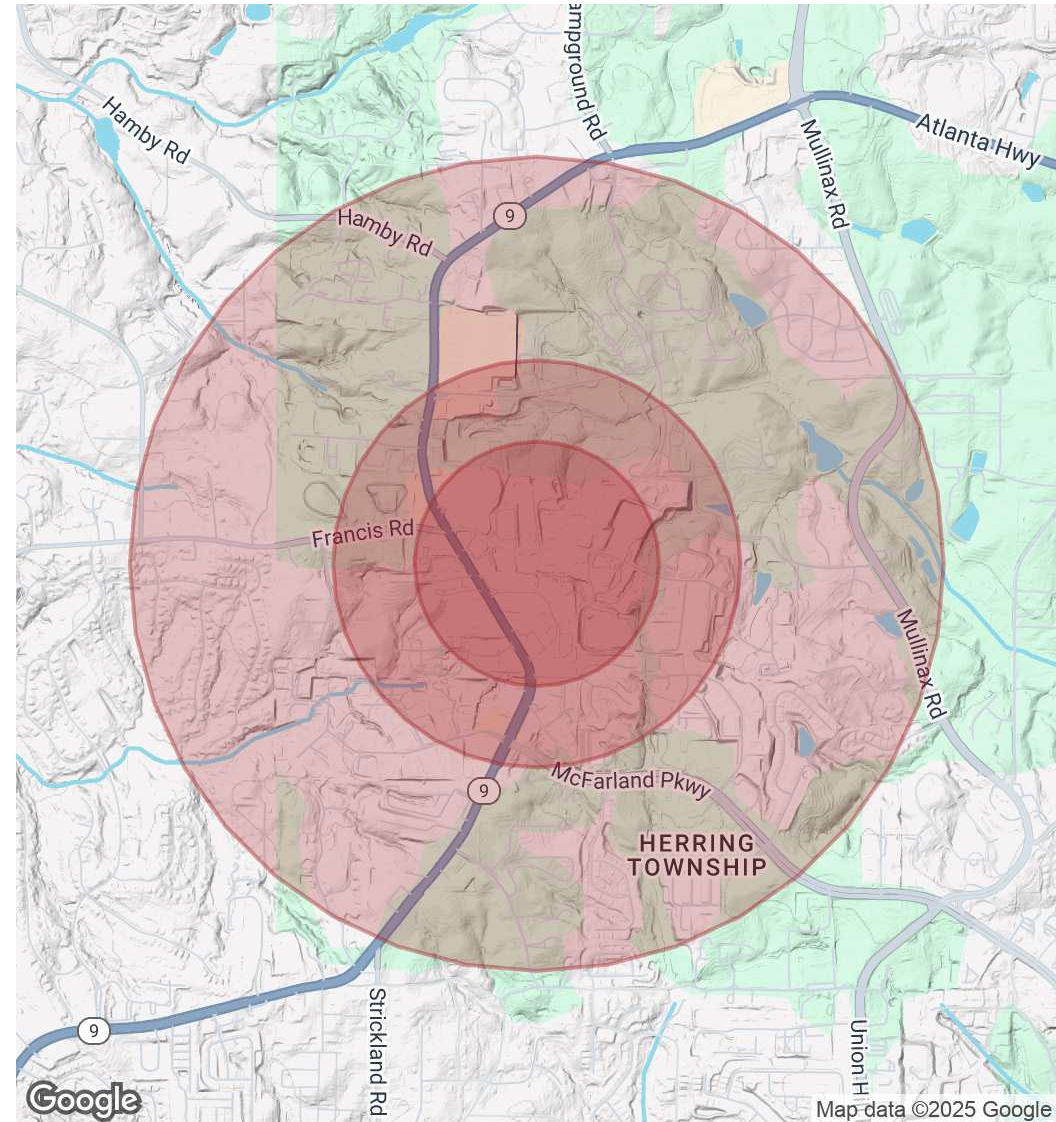 ampground Rd
Hamby Rd
Atlanta Hwy
Mullinax Rd
Hamby Rd
9
Francis Rd
Mullinax Rd
9
McFarland Pkwy
HERRING
TOWNSHIP
Strickland Rd
9
Union Hi
Google
Map data ©2025 Google